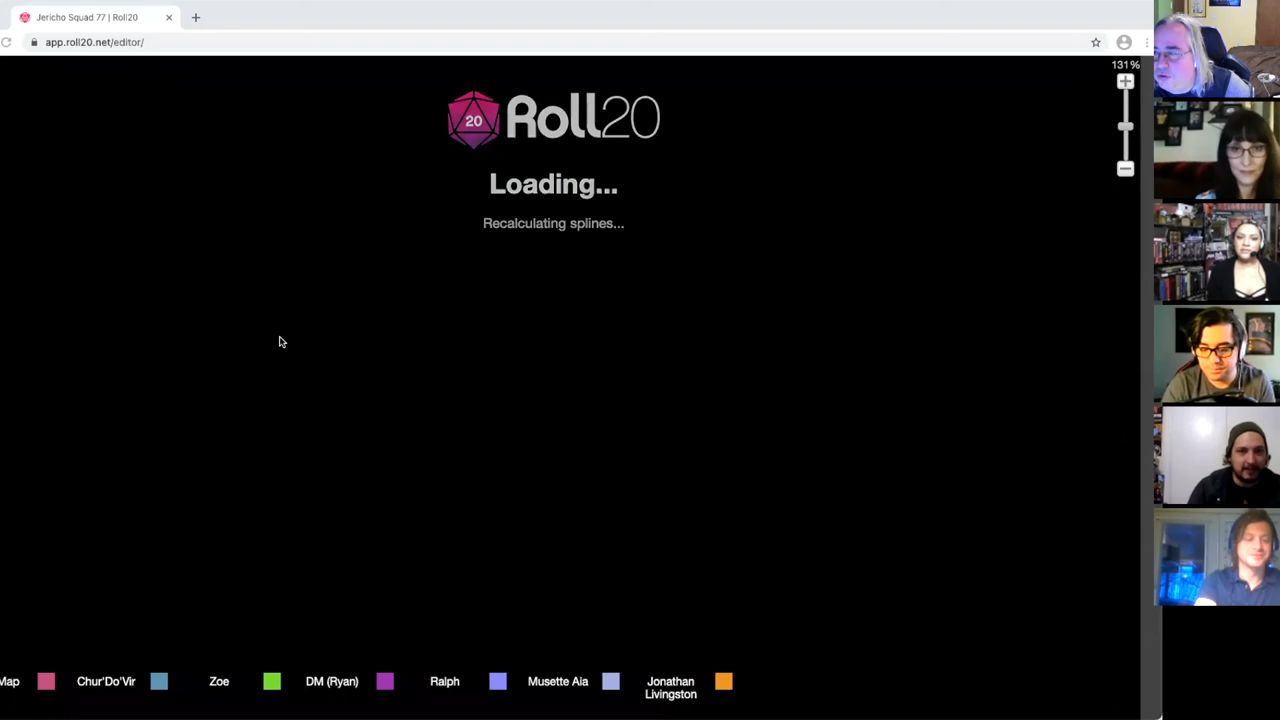 Jericho Squad 77 | Roll20
app.roll20.net/editor/
131%
20
Roll20
Loading...
Recalculating splines...
Map
Chur'Do'Vir
Zoe
DM (Ryan)
Ralph
Musette Aia
Jonathan
Livingston